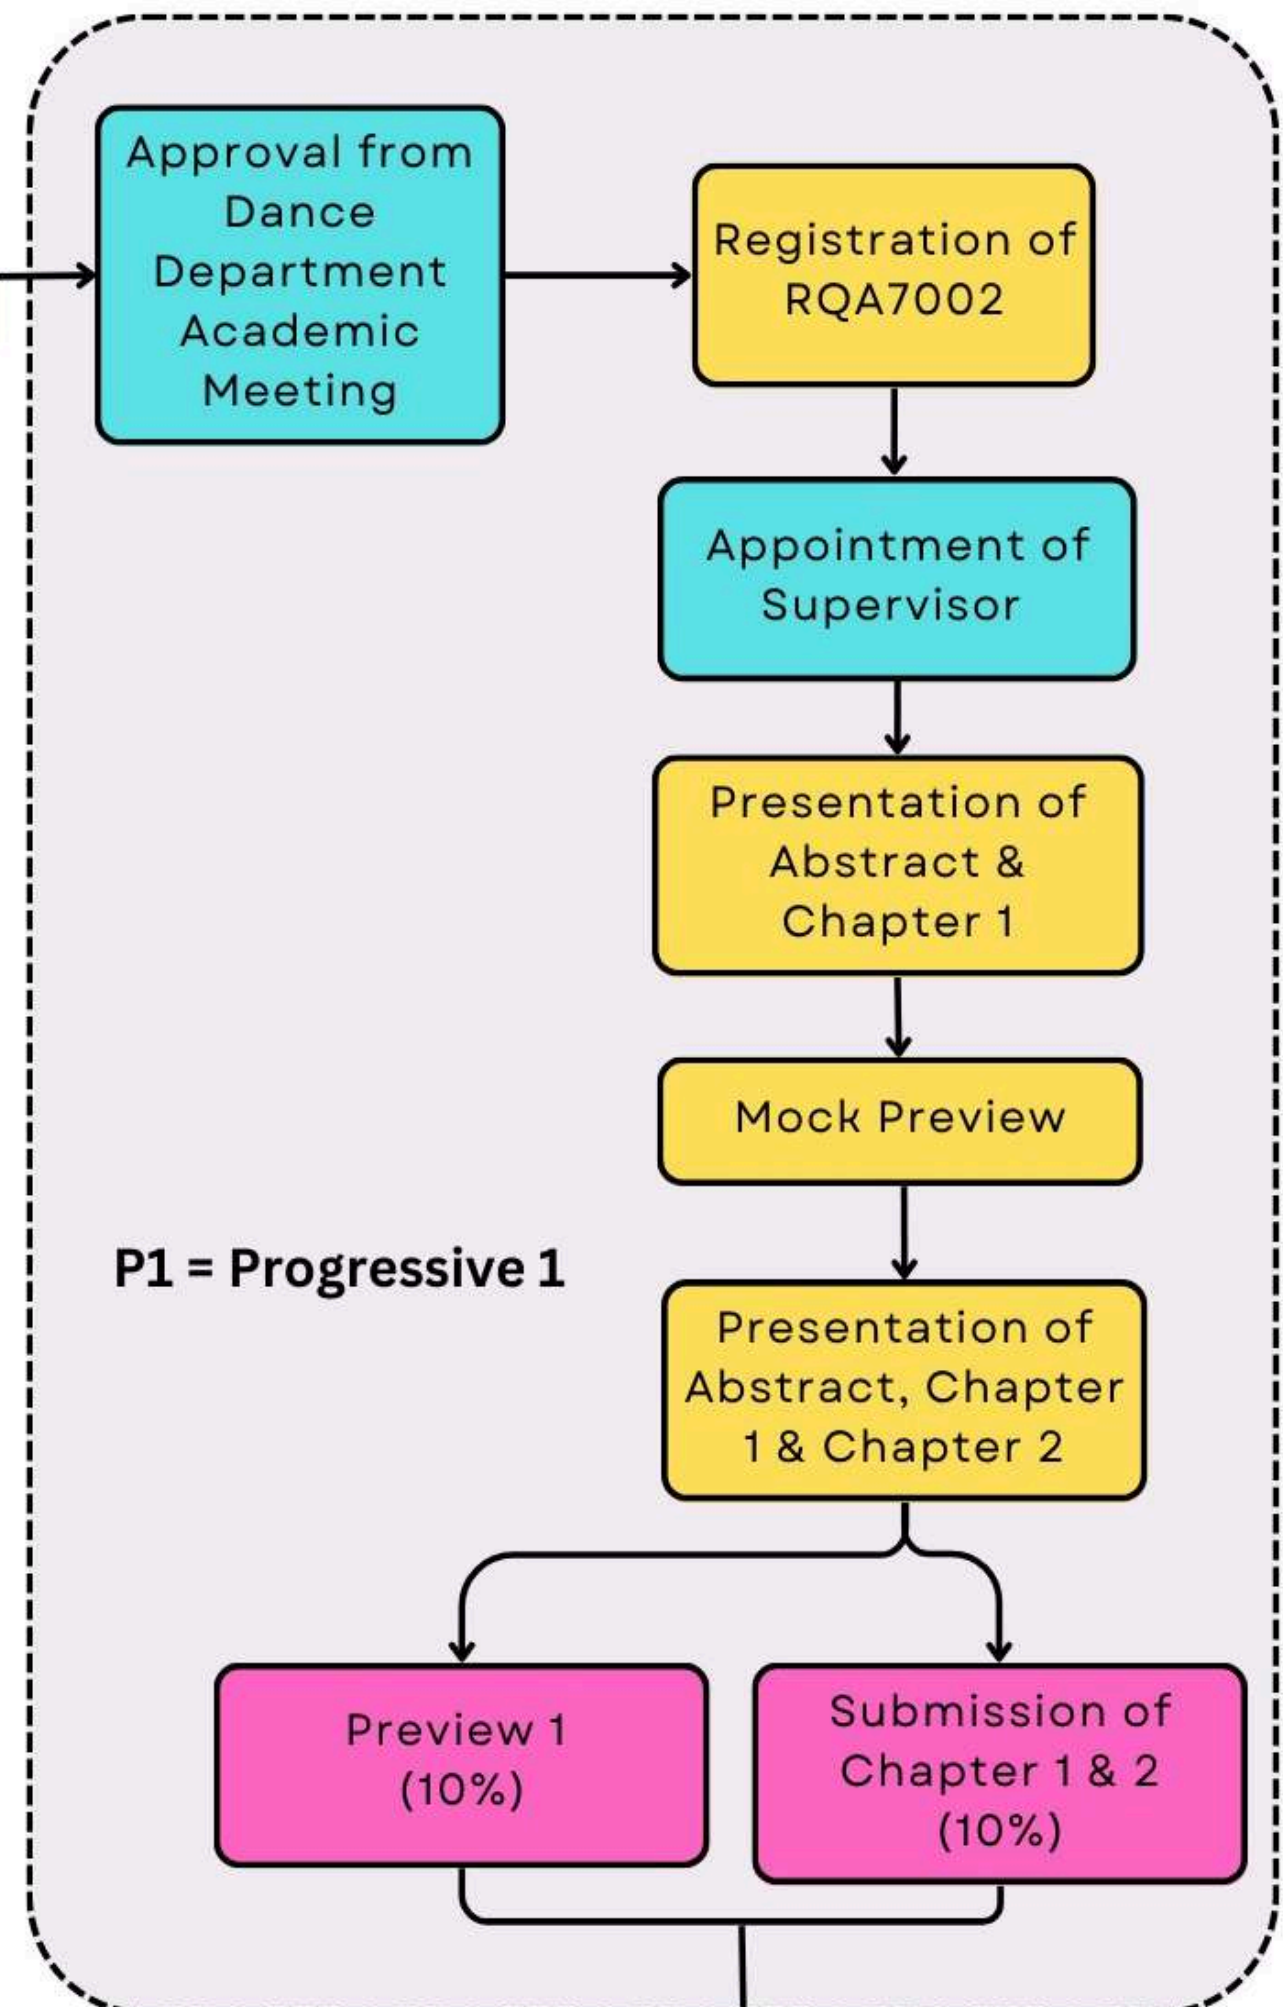 Approval from
Dance
Department
Academic
Meeting
Registration of
RQA7002
Appointment of
Supervisor
Presentation of
Abstract &
Chapter 1
Mock Preview
P1 = Progressive 1
Presentation of
Abstract, Chapter
1 & Chapter 2
Preview 1
(10%)
Submission of
Chapter 1 & 2
(10%)